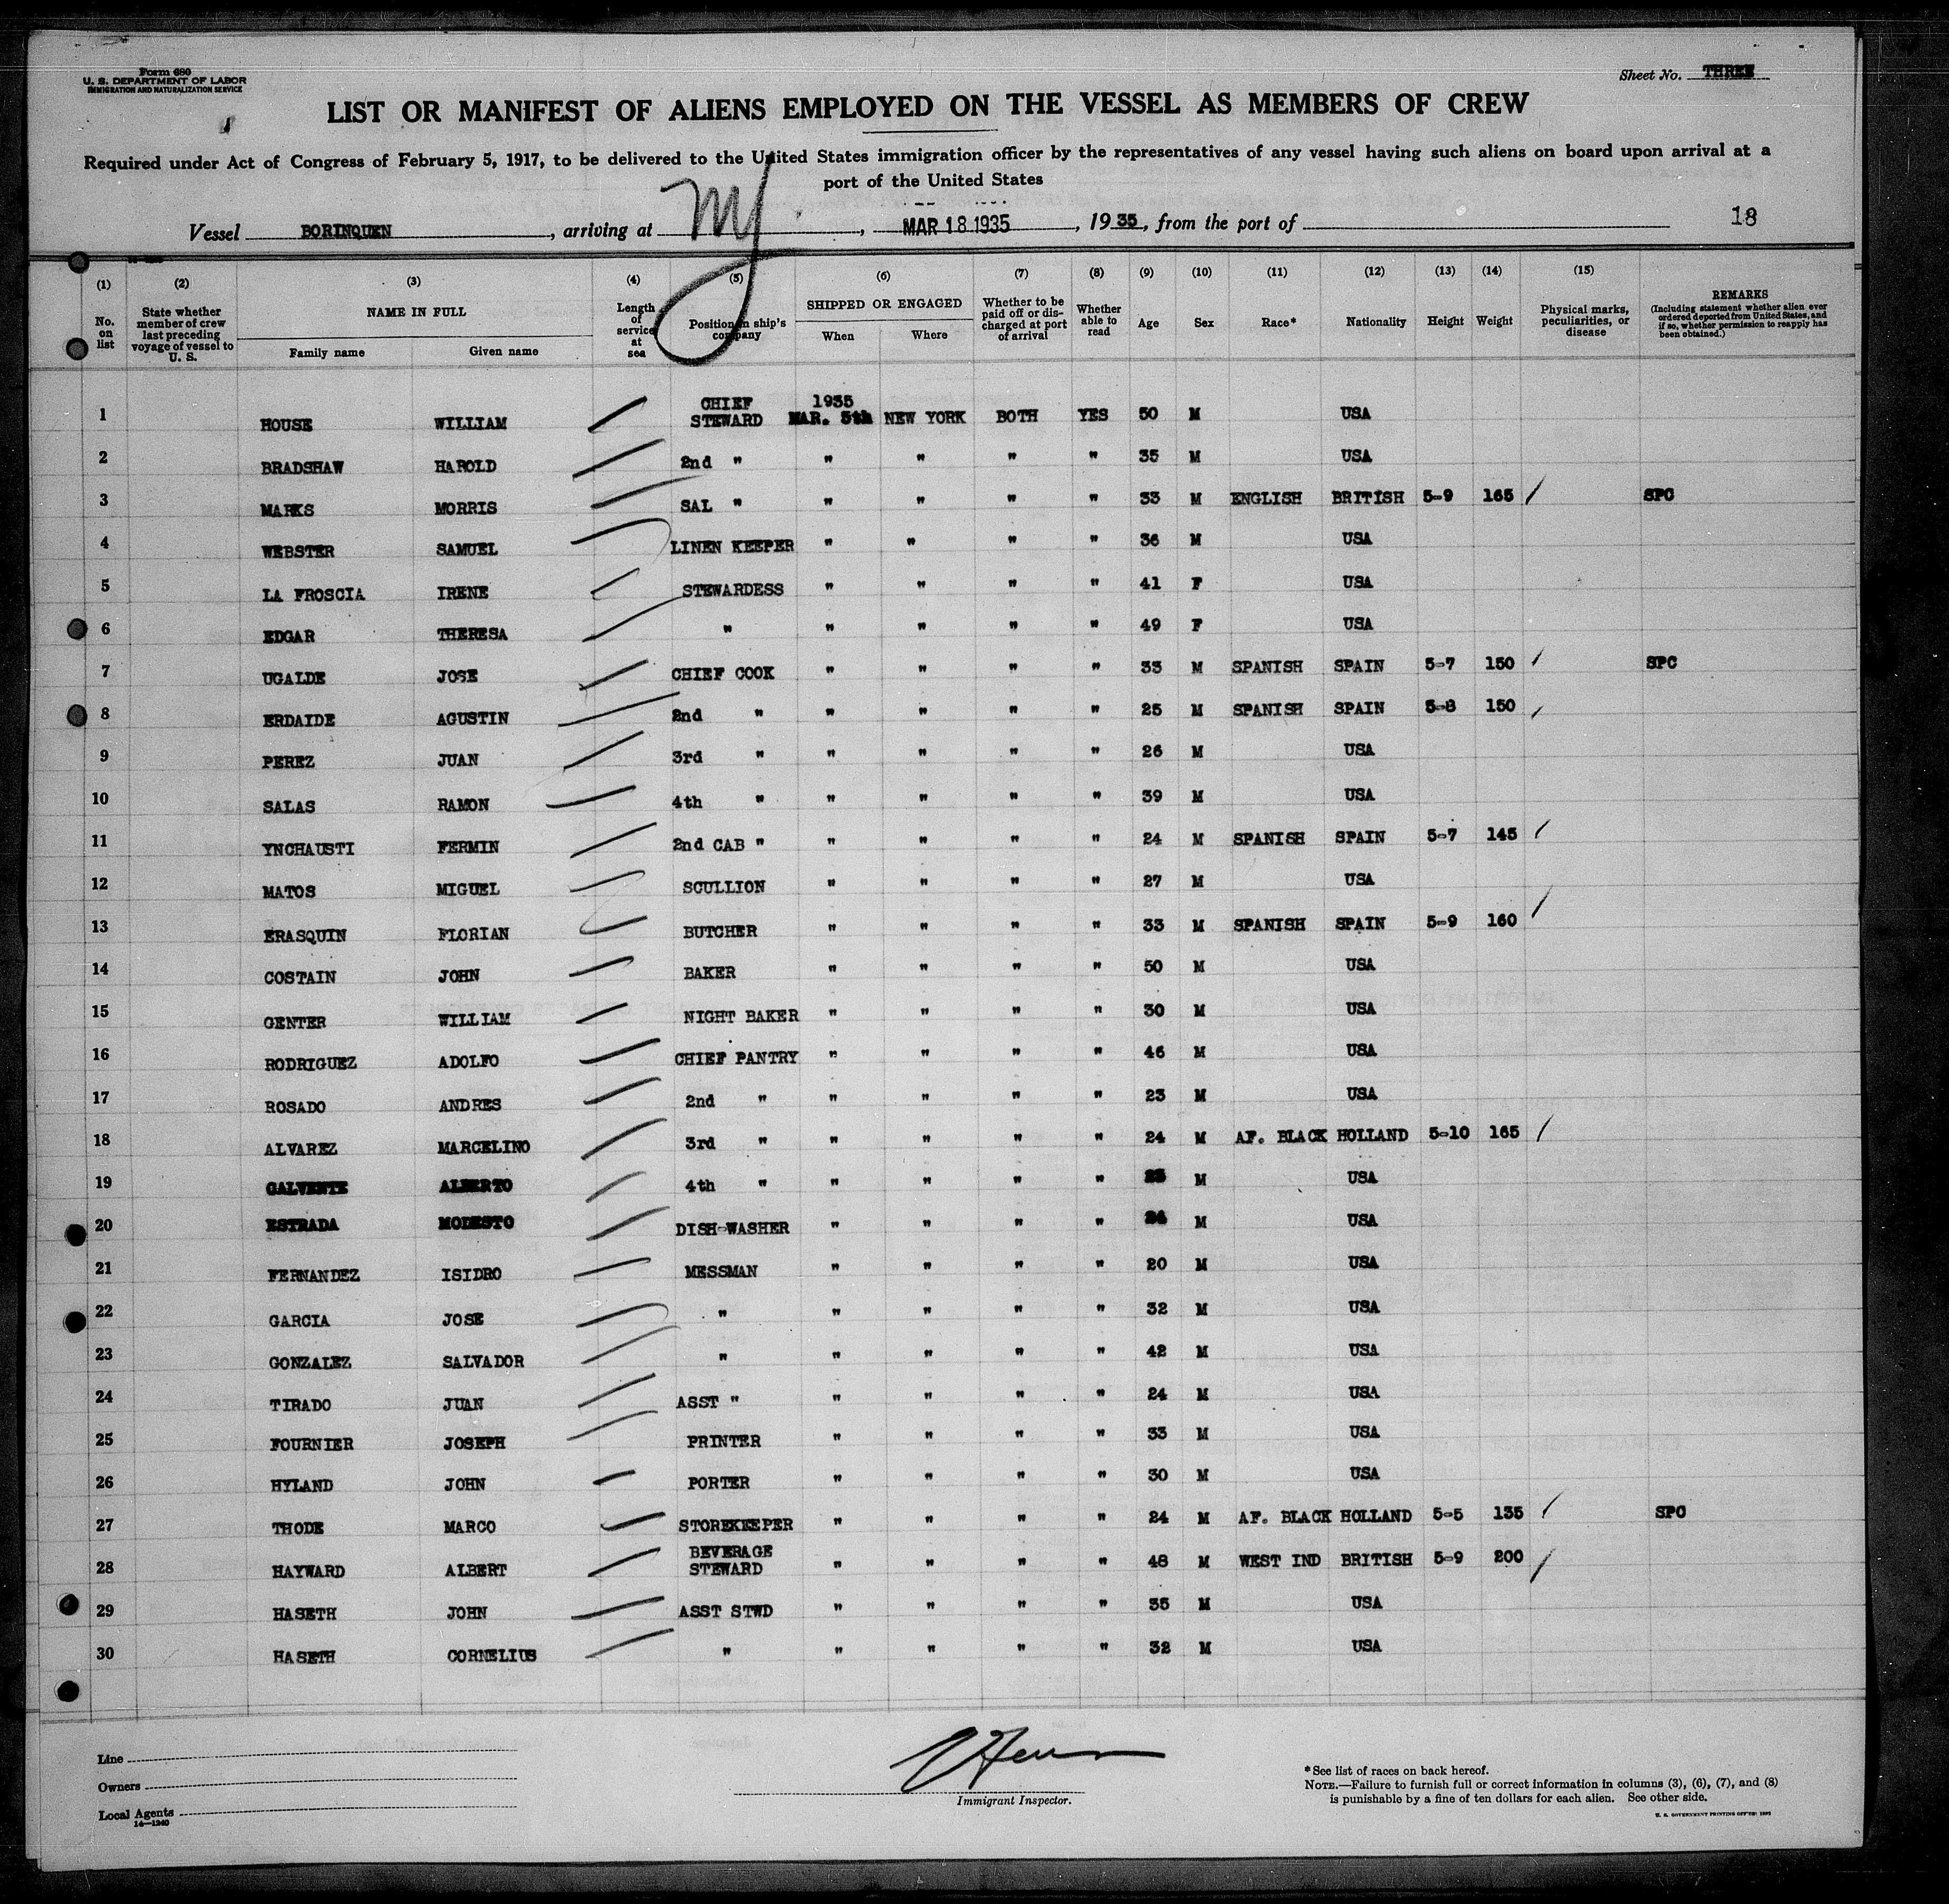 Form 680
U. S. DEPARTMENT OF LABOR
IMMIGRATION AND NATURALIZATION SERVICE
Sheet No. THREE
LIST OR MANIFEST OF ALIENS EMPLOYED ON THE VESSEL AS MEMBERS OF CREW
Required under Act of Congress of February 5, 1917, to be delivered to the United States immigration officer by the representatives of any vessel having such aliens on board upon arrival at a
port of the United States
Vessel BORINQUEN, arriving at NY, MAR 18 1935, 1935, from the port of 18
(1) (2) (3) (4) (5) (6) (7) (8) (9) (10) (11) (12) (13) (14) (15)
No. on list
State whether member of crew last preceding voyage of vessel to U. S.
NAME IN FULL
Family name Given name
Length of service at sea
Position in ship's company
SHIPPED OR ENGAGED
When Where
Whether to be paid off or discharged at port of arrival
Whether able to read
Age Sex Race* Nationality Height Weight
Physical marks, peculiarities, or disease
REMARKS
(Including statement whether alien ever ordered deported from United States, and if so, whether permission to reapply has been obtained.)
1 HOUSE WILLIAM CHIEF STEWARD 1935 MAR. 5th NEW YORK BOTH YES 50 M USA
2 BRADSHAW HAROLD 2nd " " " " " 35 M USA
3 MARKS MORRIS SAL " " " " " 33 M ENGLISH BRITISH 5-9 165 SPC
4 WEBSTER SAMUEL LINEN KEEPER " " " " 36 M USA
5 LA FROSCIA IRENE STEWARDESS " " " " 41 F USA
6 EDGAR THERESA " " " " " 49 F USA
7 UGALDE JOSE CHIEF COOK " " " " 33 M SPANISH SPAIN 5-7 150 SPC
8 ERDAIDE AGUSTIN 2nd " " " " " 25 M SPANISH SPAIN 5-8 150
9 PEREZ JUAN 3rd " " " " " 26 M USA
10 SALAS RAMON 4th " " " " " 39 M USA
11 YNCHAUSTI FERMIN 2nd CAB " " " " " 24 M SPANISH SPAIN 5-7 145
12 MATOS MIGUEL SCULLION " " " " 27 M USA
13 ERASQUIN FLORIAN BUTCHER " " " " 33 M SPANISH SPAIN 5-9 160
14 COSTAIN JOHN BAKER " " " " 50 M USA
15 GENTER WILLIAM NIGHT BAKER " " " " 30 M USA
16 RODRIGUEZ ADOLFO CHIEF PANTRY " " " " 46 M USA
17 ROSADO ANDRES 2nd " " " " " 23 M USA
18 ALVAREZ MARCELINO 3rd " " " " " 24 M AF. BLACK HOLLAND 5-10 165
19 GALVENTE ALBERTO 4th " " " " " M USA
20 ESTRADA MODESTO DISH-WASHER " " " " M USA
21 FERNANDEZ ISIDRO MESSMAN " " " " 20 M USA
22 GARCIA JOSE " " " " " 32 M USA
23 GONZALEZ SALVADOR " " " " " 42 M USA
24 TIRADO JUAN ASST " " " " " 24 M USA
25 FOURNIER JOSEPH PRINTER " " " " 33 M USA
26 HYLAND JOHN PORTER " " " " 30 M USA
27 THODE MARCO STOREKEEPER " " " " 24 M AF. BLACK HOLLAND 5-5 135 SPC
28 HAYWARD ALBERT BEVERAGE STEWARD " " " " 48 M WEST IND BRITISH 5-9 200
29 HASETH JOHN ASST STWD " " " " 35 M USA
30 HASETH CORNELIUS " " " " " 32 M USA
Line
Owners
Local Agents
14—1240
Immigrant Inspector.
*See list of races on back hereof.
NOTE.—Failure to furnish full or correct information in columns (3), (6), (7), and (8)
is punishable by a fine of ten dollars for each alien. See other side.
U. S. GOVERNMENT PRINTING OFFICE: